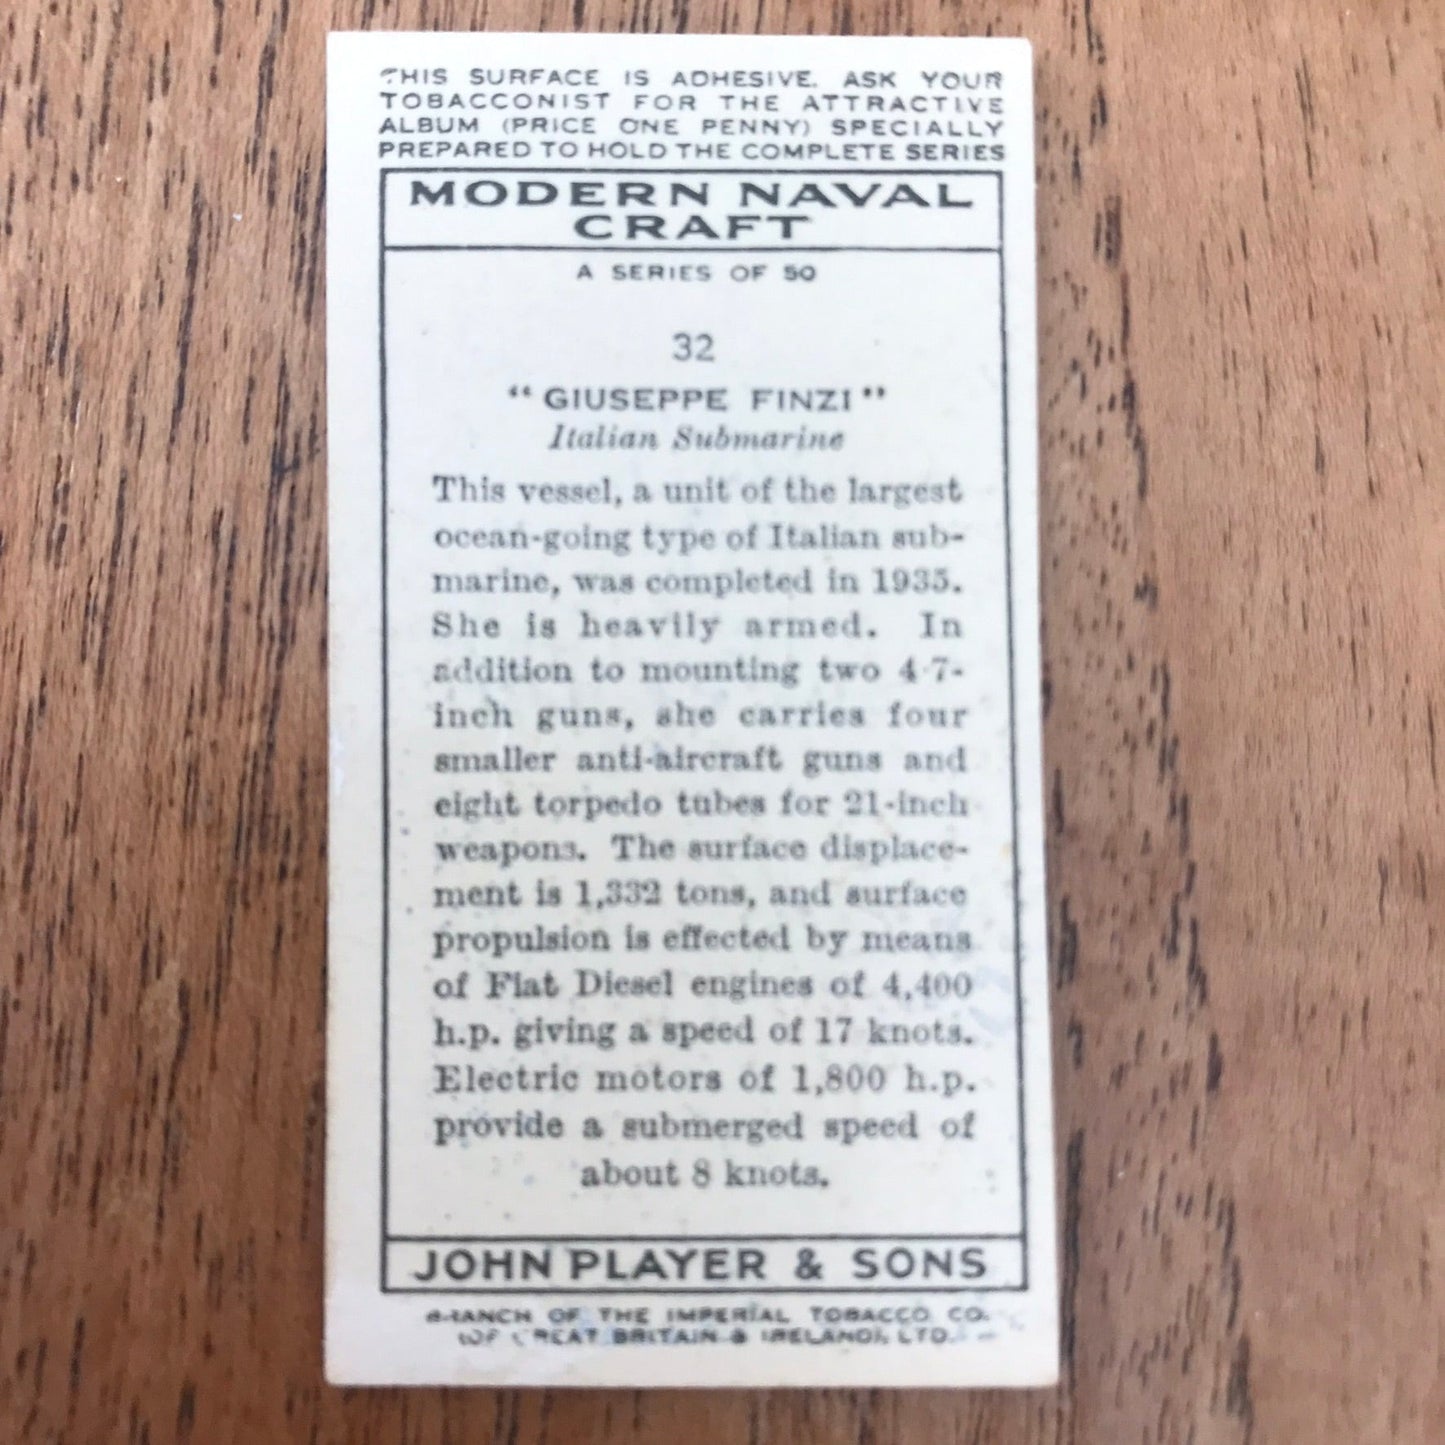 THIS SURFACE IS ADHESIVE. ASK YOUR
TOBACCONIST FOR THE ATTRACTIVE
ALBUM (PRICE ONE PENNY) SPECIALLY
PREPARED TO HOLD THE COMPLETE SERIES
MODERN NAVAL
CRAFT
A SERIES OF 50
32
"GIUSEPPE FINZI"
Italian Submarine
This vessel, a unit of the largest
ocean-going type of Italian sub-
marine, was completed in 1935.
She is heavily armed. In
addition to mounting two 4·7-
inch guns, she carries four
smaller anti-aircraft guns and
eight torpedo tubes for 21-inch
weapons. The surface displace-
ment is 1,332 tons, and surface
propulsion is effected by means
of Fiat Diesel engines of 4,400
h.p. giving a speed of 17 knots.
Electric motors of 1,800 h.p.
provide a submerged speed of
about 8 knots.
JOHN PLAYER & SONS
BRANCH OF THE IMPERIAL TOBACCO CO.
(OF GREAT BRITAIN & IRELAND), LTD.